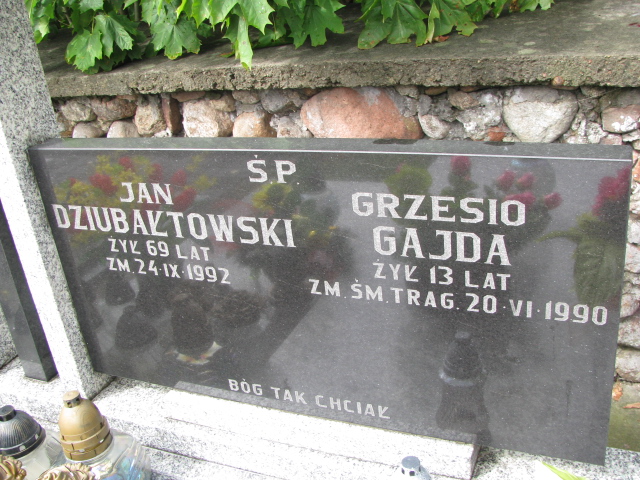 Ś.P.
JAN
DZIUBAŁTOWSKI
ŻYŁ 69 LAT
ZM. 24·IX·1992
GRZESIO
GAJDA
ŻYŁ 13 LAT
ZM. ŚM. TRAG. 20·VI·1990
BÓG TAK CHCIAŁ